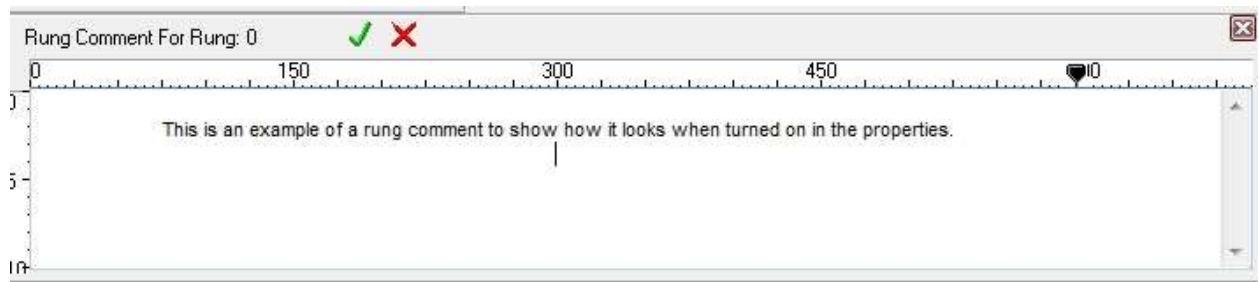 Rung Comment For Rung: 0
0 150 300 450
This is an example of a rung comment to show how it looks when turned on in the properties.